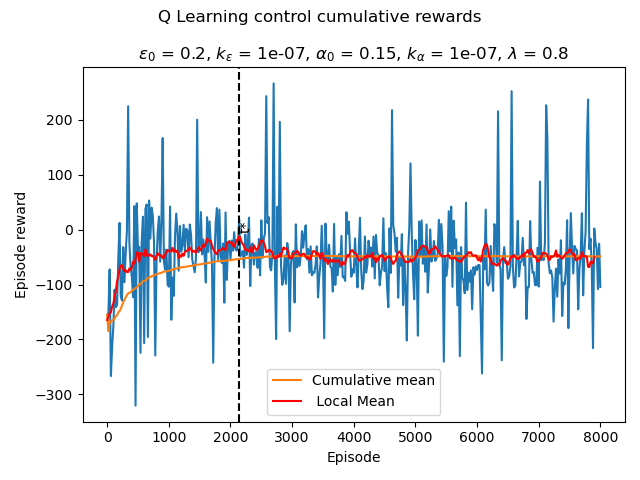 Q Learning control cumulative rewards
ε₀ = 0.2, kε = 1e-07, α₀ = 0.15, kα = 1e-07, λ = 0.8
Episode reward
200
100
0
−100
−200
−300
Cumulative mean
Local Mean
0
1000
2000
3000
4000
5000
6000
7000
8000
Episode